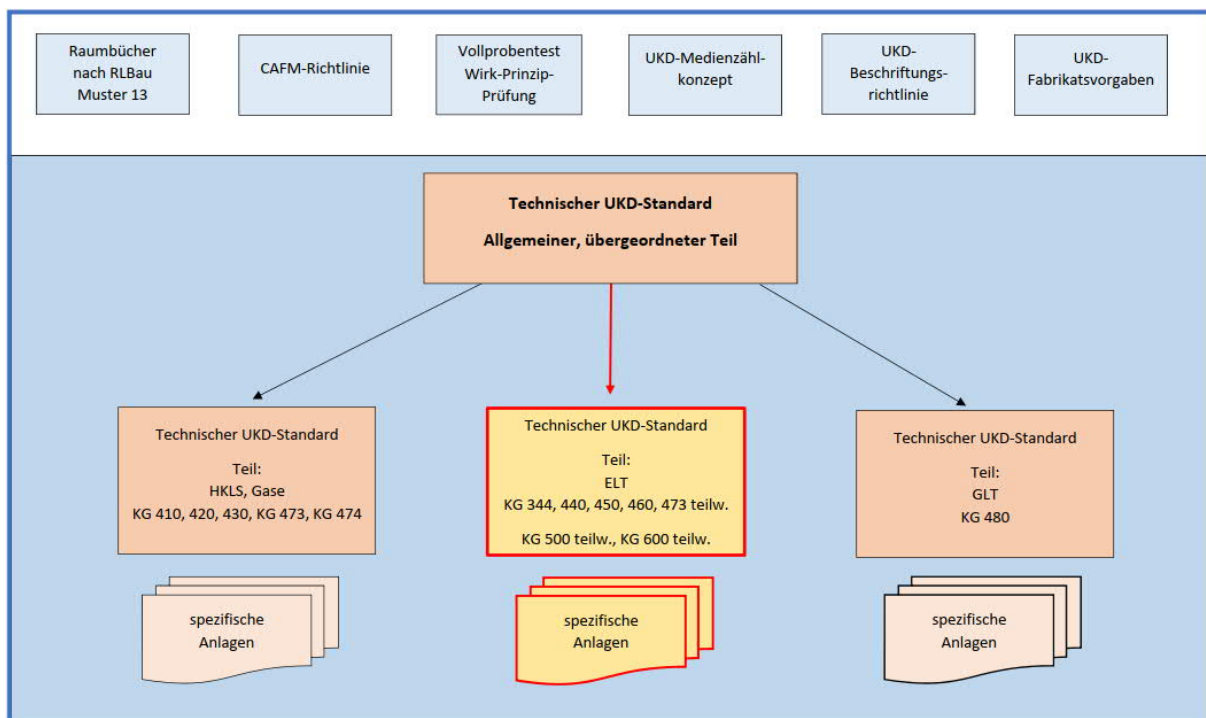 Raumbücher
nach RLBau
Muster 13
CAFM-Richtlinie
Vollprobentest
Wirk-Prinzip-
Prüfung
UKD-Medienzähl-
konzept
UKD-
Beschriftungs-
richtlinie
UKD-
Fabrikatsvorgaben
Technischer UKD-Standard
Allgemeiner, übergeordneter Teil
Technischer UKD-Standard
Teil:
HKLS, Gase
KG 410, 420, 430, KG 473, KG 474
Technischer UKD-Standard
Teil:
ELT
KG 344, 440, 450, 460, 473 teilw.
KG 500 teilw., KG 600 teilw.
Technischer UKD-Standard
Teil:
GLT
KG 480
spezifische
Anlagen
spezifische
Anlagen
spezifische
Anlagen